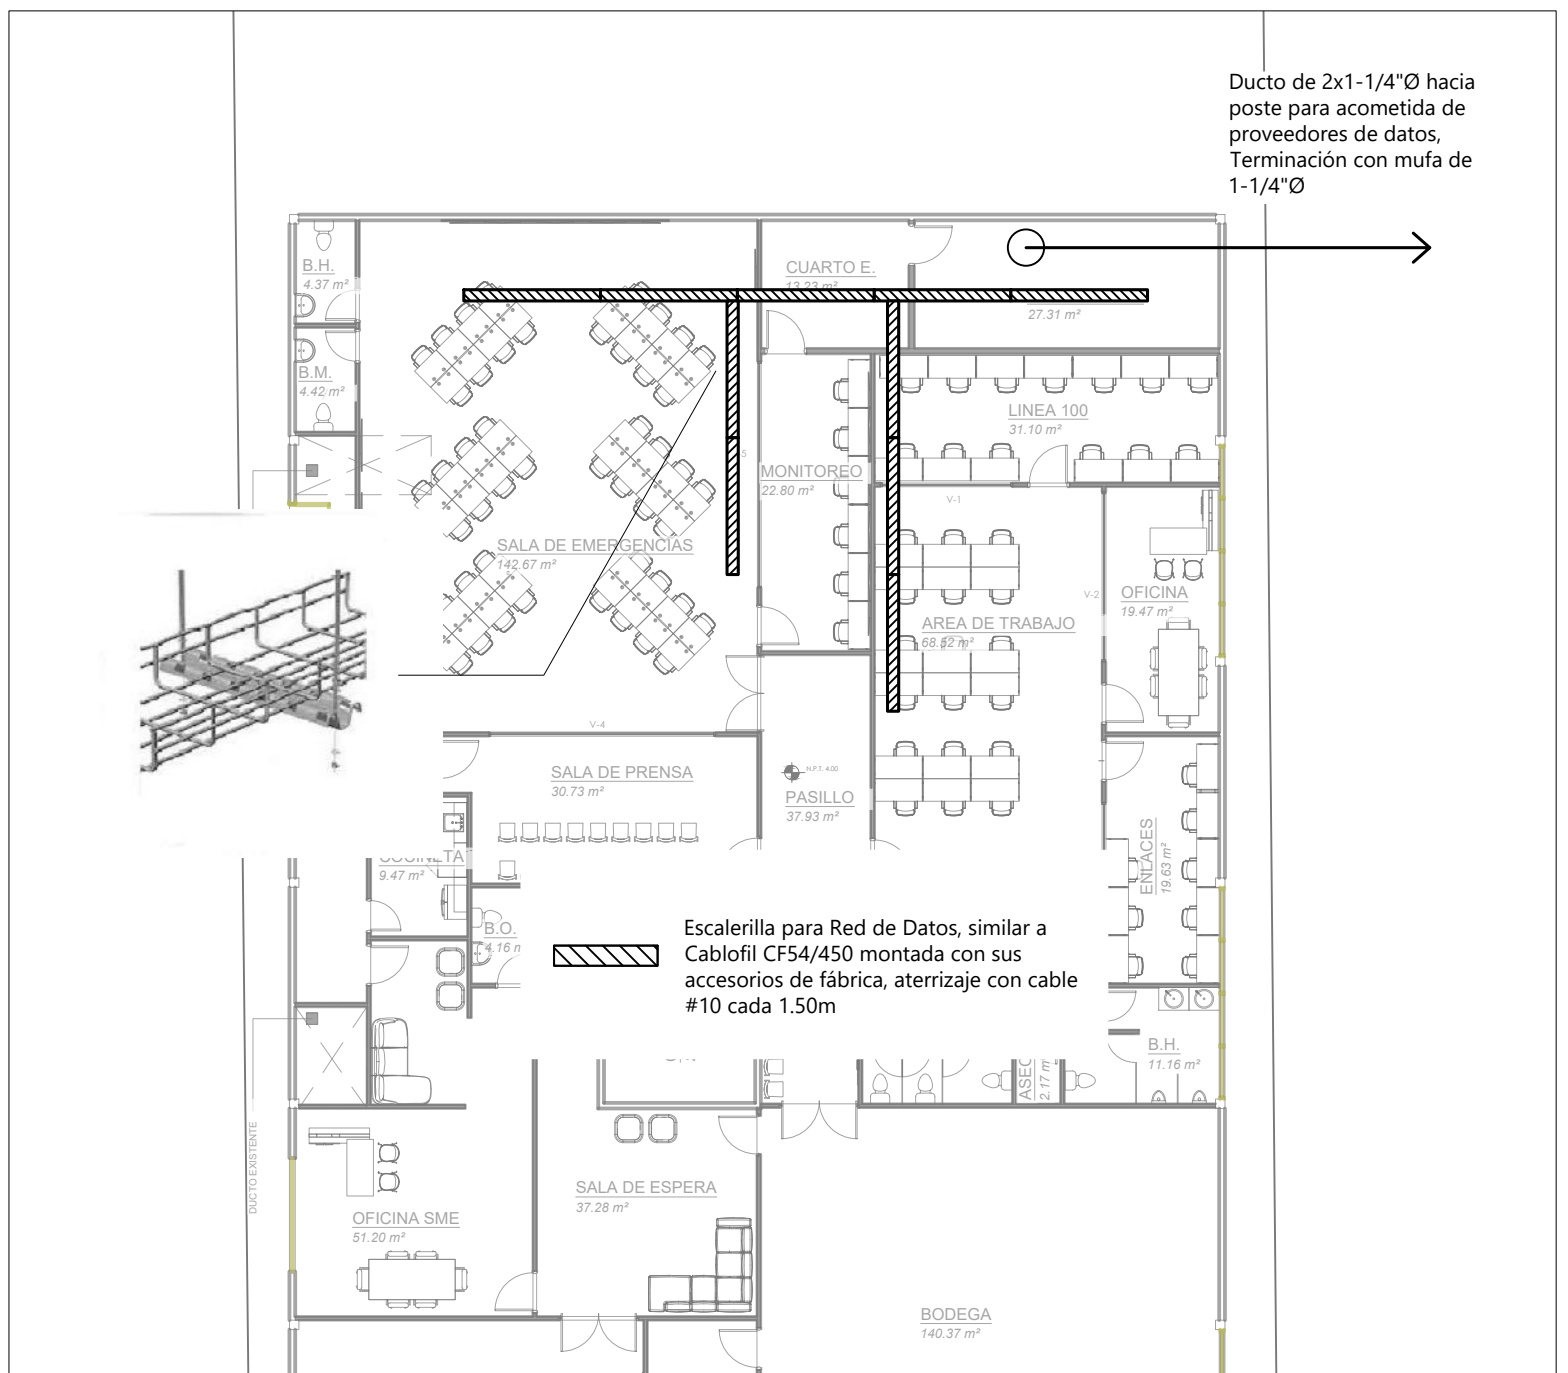 Ducto de 2x1-1/4"Ø hacia
poste para acometida de
proveedores de datos,
Terminación con mufa de
1-1/4"Ø
B.H.
4.37 m²
CUARTO E.
13.23 m²
27.31 m²
B.M.
4.42 m²
LINEA 100
31.10 m²
MONITOREO
22.80 m²
V-1
SALA DE EMERGENCIAS
142.67 m²
V-2
OFICINA
19.47 m²
AREA DE TRABAJO
68.52 m²
V-4
SALA DE PRENSA
30.73 m²
N.P.T. 4.00
PASILLO
37.93 m²
COCINETA
9.47 m²
ENLACES
19.63 m²
B.O.
4.16 m
Escalerilla para Red de Datos, similar a
Cablofil CF54/450 montada con sus
accesorios de fábrica, aterrizaje con cable
#10 cada 1.50m
B.H.
11.16 m²
ASEO
2.17 m²
DUCTO EXISTENTE
SALA DE ESPERA
37.28 m²
OFICINA SME
51.20 m²
BODEGA
140.37 m²